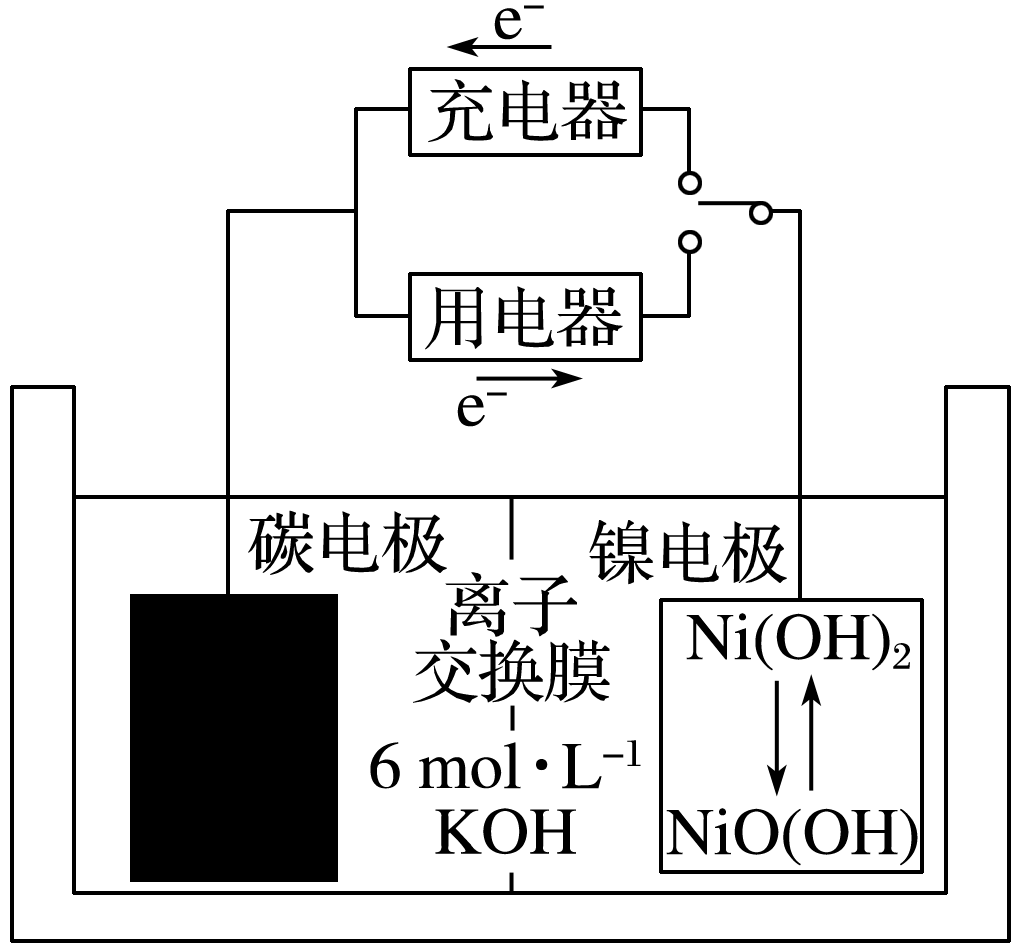 e⁻
充电器
用电器
e⁻
碳电极
镍电极
离子
交换膜
6 mol·L⁻¹
KOH
Ni(OH)₂
NiO(OH)